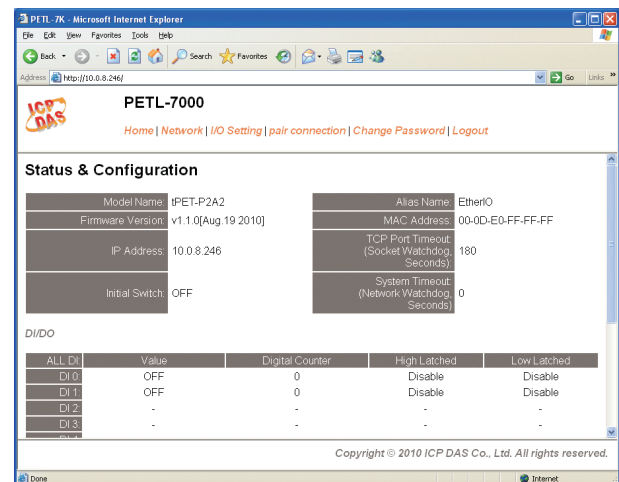 PETL-7K - Microsoft Internet Explorer
File Edit View Favorites Tools Help
Back Search Favorites
Address http://10.0.8.246/ Go Links »
ICP DAS
PETL-7000
Home | Network | I/O Setting | pair connection | Change Password | Logout
Status & Configuration
Model Name: tPET-P2A2 Alias Name: EtherIO
Firmware Version: v1.1.0[Aug.19 2010] MAC Address: 00-0D-E0-FF-FF-FF
IP Address: 10.0.8.246 TCP Port Timeout
(Socket Watchdog,
Seconds): 180
Initial Switch: OFF System Timeout
(Network Watchdog,
Seconds) 0
DI/DO
ALL DI: Value Digital Counter High Latched Low Latched
DI 0: OFF 0 Disable Disable
DI 1: OFF 0 Disable Disable
DI 2: - - - -
DI 3: - - - -
Copyright © 2010 ICP DAS Co., Ltd. All rights reserved.
Done Internet